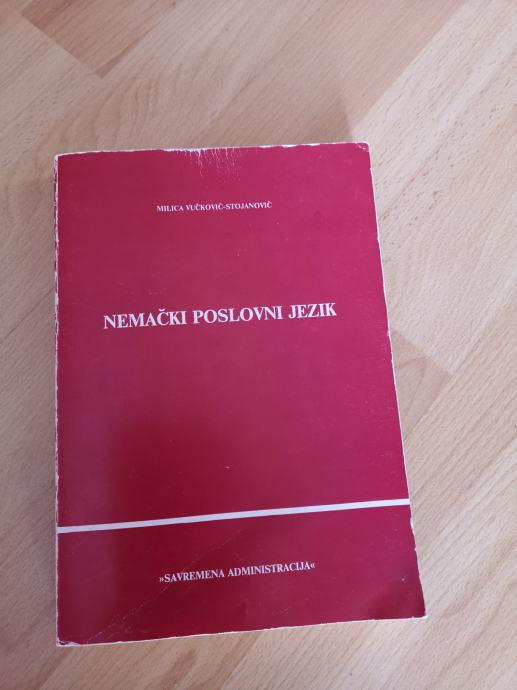 MILICA VUČKOVIĆ-STOJANOVIĆ
NEMAČKI POSLOVNI JEZIK
»SAVREMENA ADMINISTRACIJA«